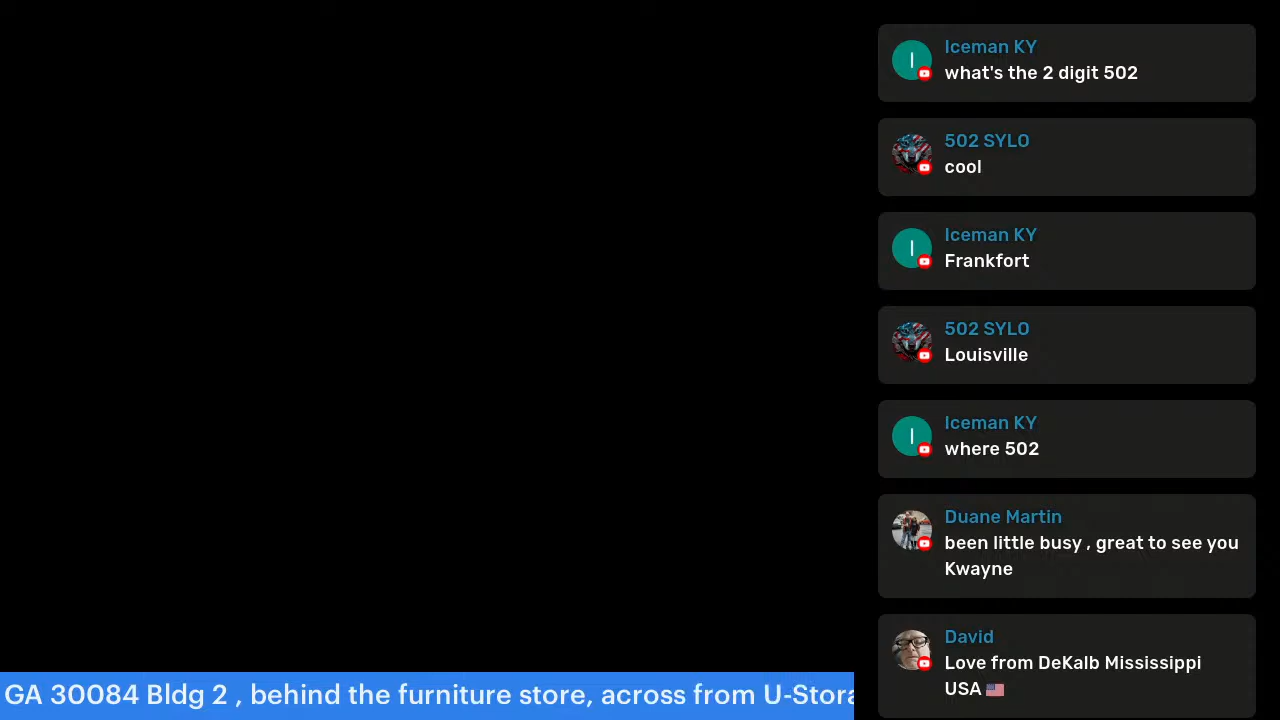 Iceman KY
what's the 2 digit 502
502 SYLO
cool
Iceman KY
Frankfort
502 SYLO
Louisville
Iceman KY
where 502
Duane Martin
been little busy , great to see you
Kwayne
David
Love from DeKalb Mississippi
USA 🇺🇸
GA 30084 Bldg 2 , behind the furniture store, across from U-Stora